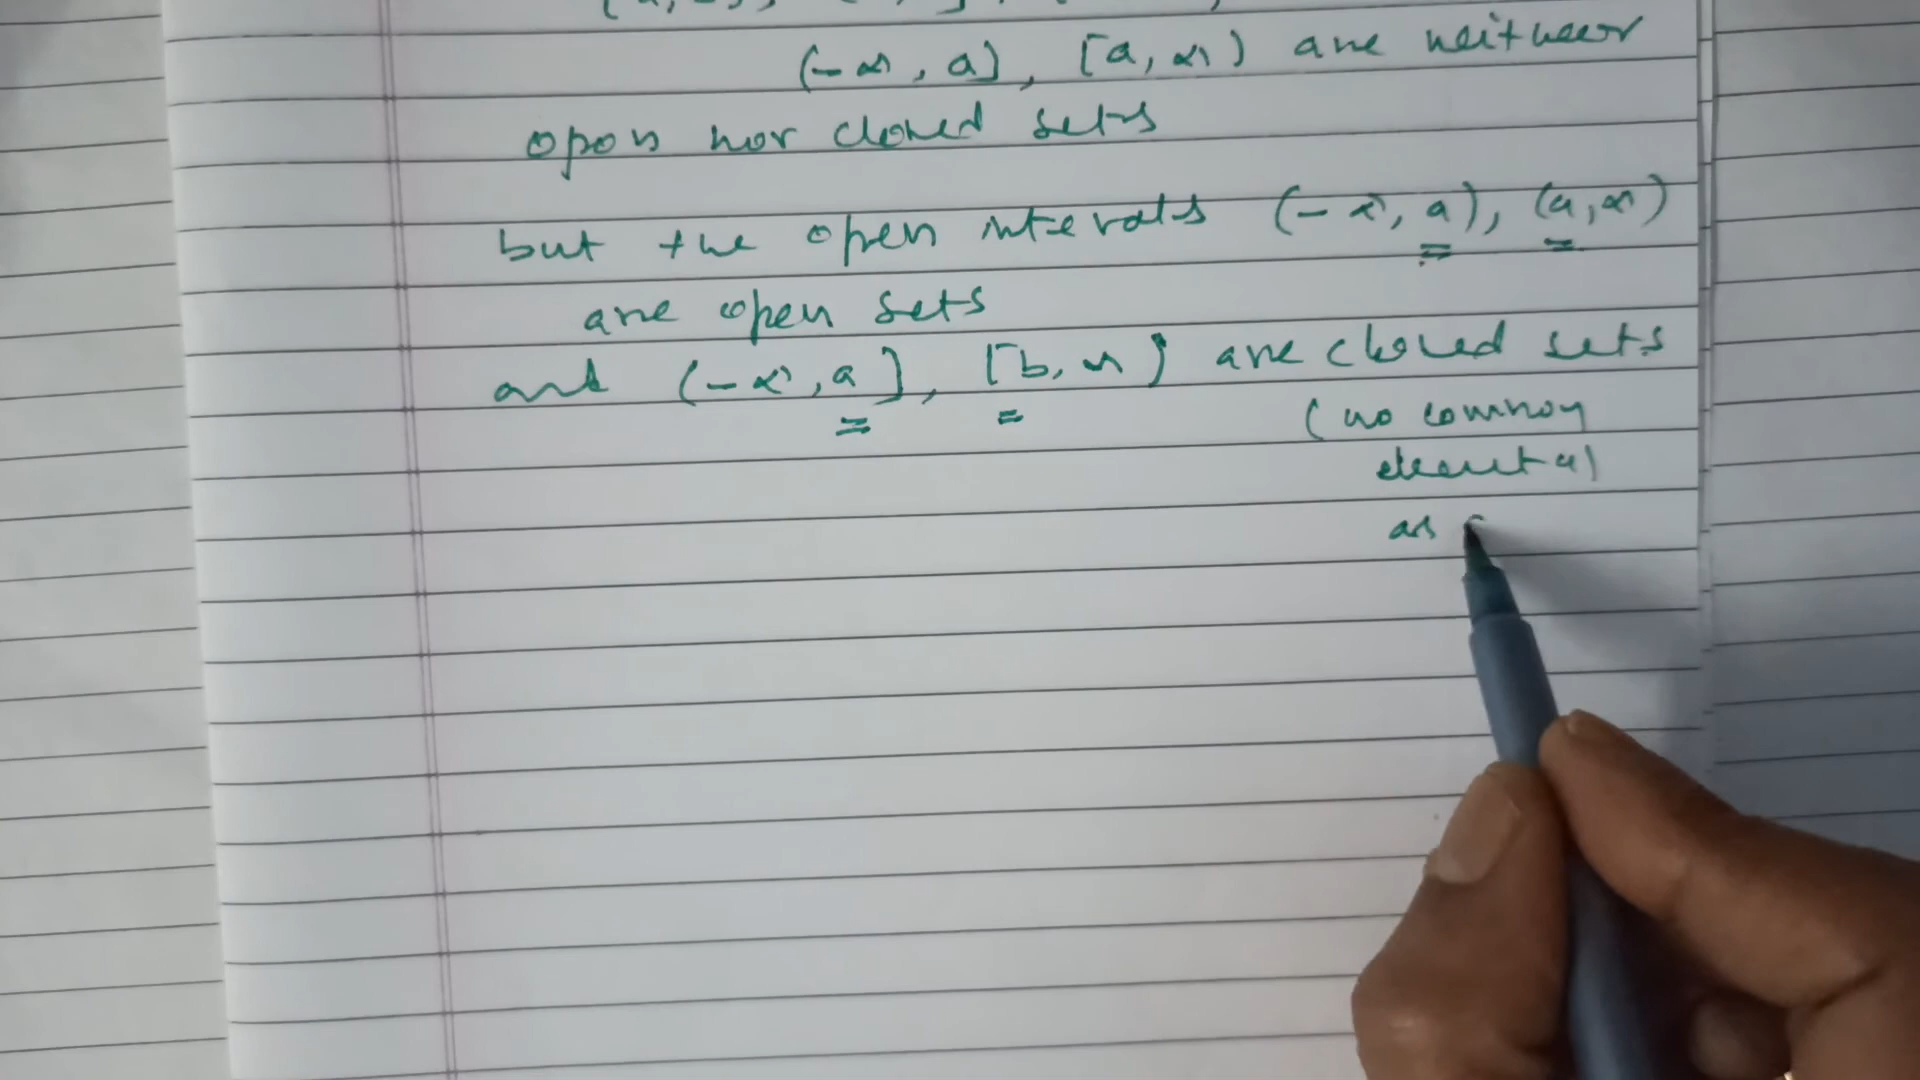 (-∞, a], [a, ∞) are neither
open nor closed sets
but the open intervals (-∞, a), (a, ∞)
are open sets
and (-∞, a], [b, ∞) are closed sets
(no common
element a)
as